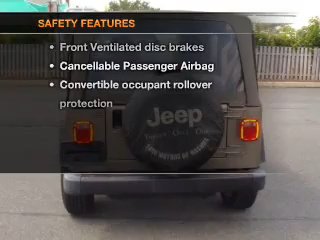 SAFETY FEATURES
• Front Ventilated disc brakes
• Cancellable Passenger Airbag
• Convertible occupant rollover
protection
Jeep